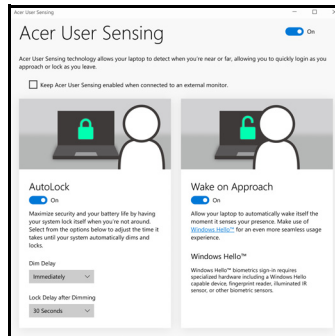 Acer User Sensing
Acer User Sensing
On
Acer User Sensing technology allows your laptop to detect when you're near or far, allowing you to quickly login as you
approach or lock as you leave.
Keep Acer User Sensing enabled when connected to an external monitor.
AutoLock
On
Maximize security and your battery life by having
your system lock itself when you're not around.
Select from the options below to adjust the time it
takes until your system automatically dims and
locks.
Dim Delay
Immediately
Lock Delay after Dimming
30 Seconds
Wake on Approach
On
Allow your laptop to automatically wake itself the
moment it senses your presence. Make use of
Windows Hello™ for an even more seamless usage
experience.
Windows Hello™
Windows Hello™ biometrics sign-in requires
specialized hardware including a Windows Hello
capable device, fingerprint reader, illuminated IR
sensor, or other biometric sensors.